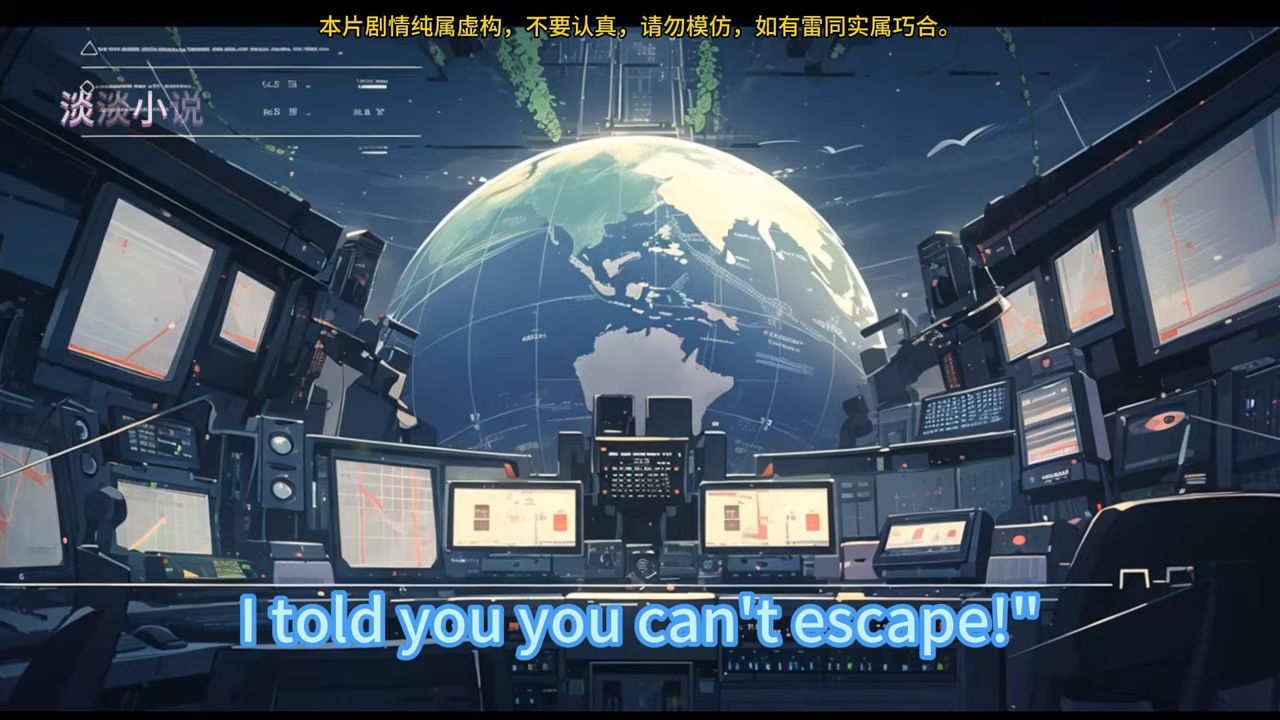 本片剧情纯属虚构，不要认真，请勿模仿，如有雷同实属巧合。
淡淡小说
I told you you can't escape!"